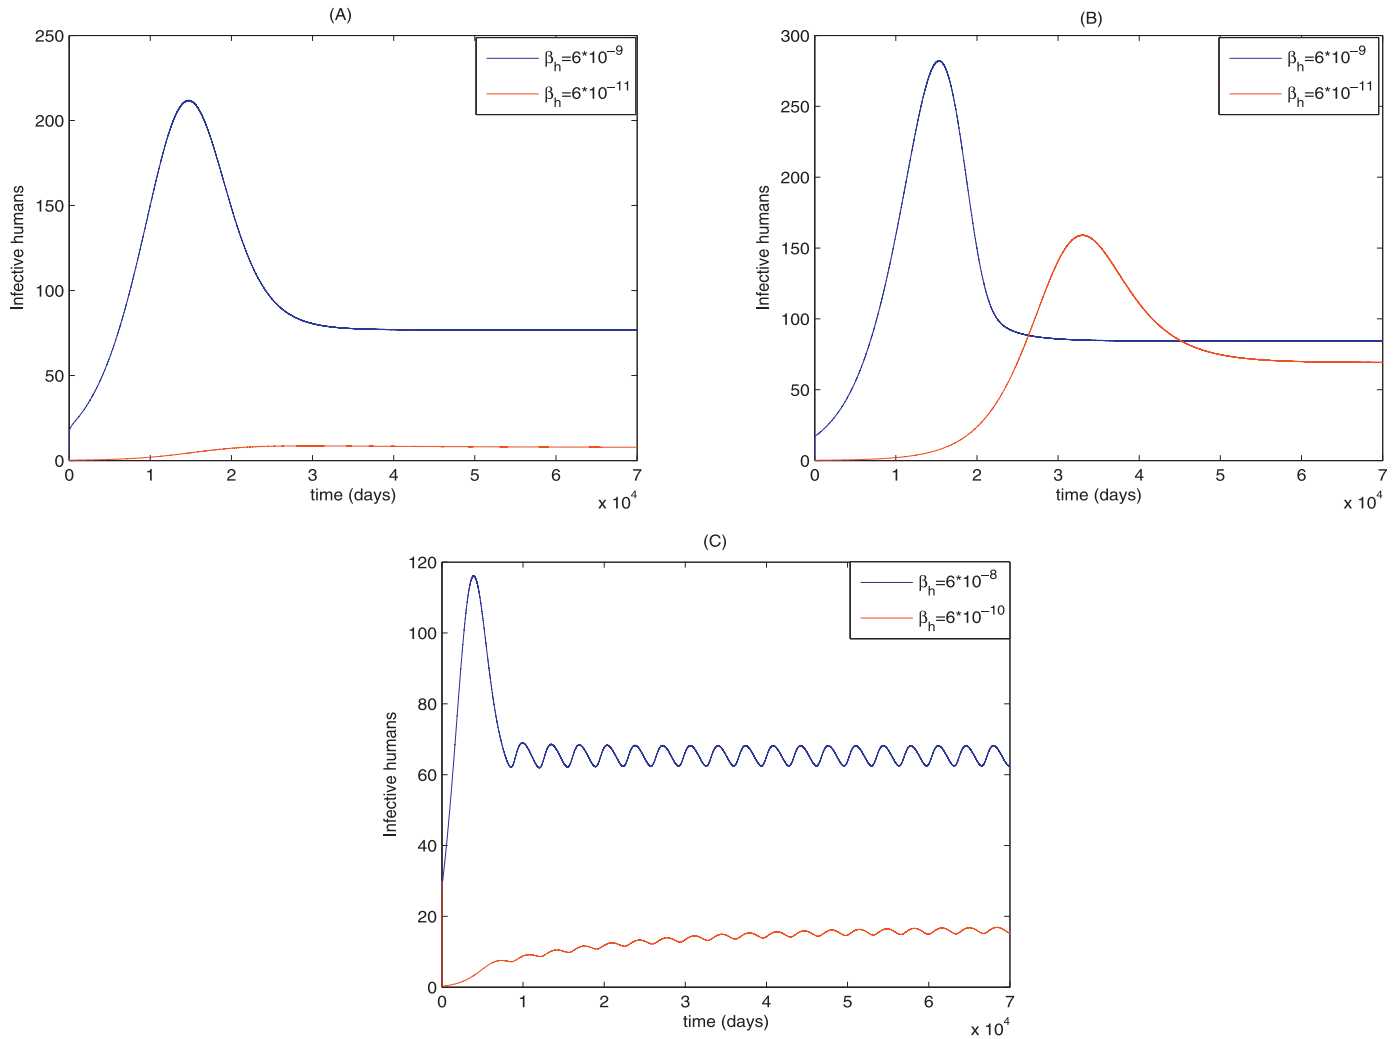 (A)
250
200
150
100
50
0
Infective humans
β_h=6*10^−9
β_h=6*10^−11
0 1 2 3 4 5 6 7
time (days)
x 10^4
(B)
300
250
200
150
100
50
0
Infective humans
β_h=6*10^−9
β_h=6*10^−11
0 1 2 3 4 5 6 7
time (days)
x 10^4
(C)
120
100
80
60
40
20
0
Infective humans
β_h=6*10^−8
β_h=6*10^−10
0 1 2 3 4 5 6 7
time (days)
x 10^4